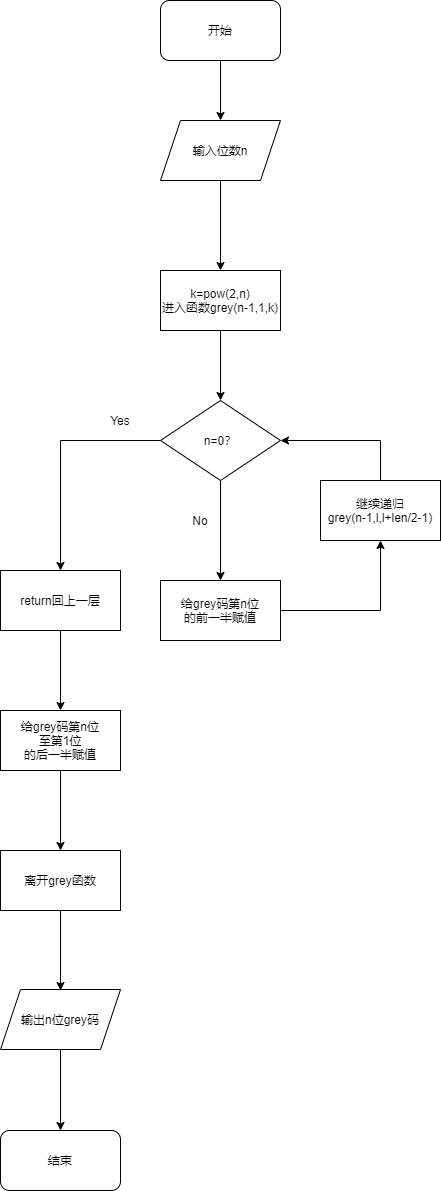 开始
输入位数n
k=pow(2,n)
进入函数grey(n-1,1,k)
n=0?
Yes
No
继续递归
grey(n-1,l,l+len/2-1)
给grey码第n位
的前一半赋值
return回上一层
给grey码第n位
至第1位
的后一半赋值
离开grey函数
输出n位grey码
结束